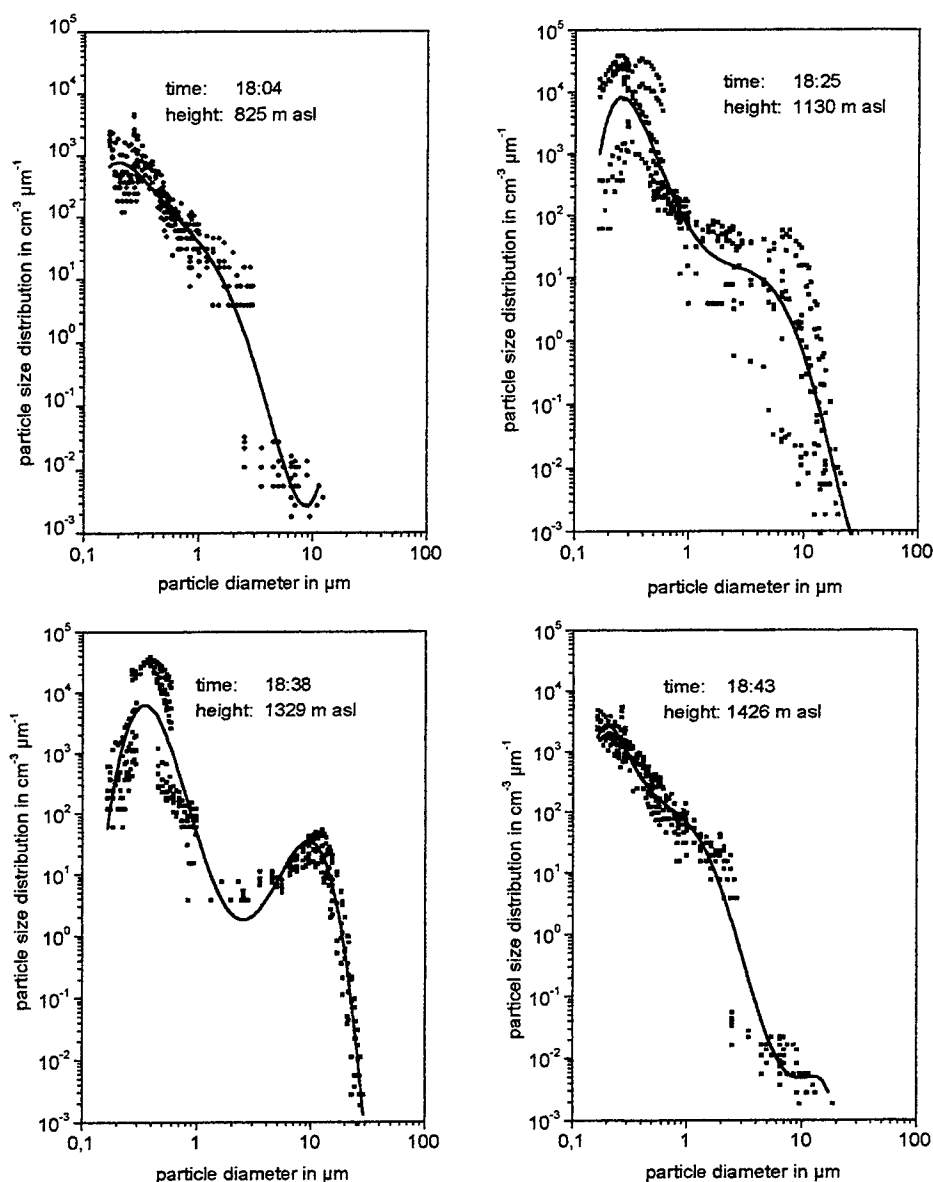 10^5
10^4
10^3
10^2
10^1
10^0
10^-1
10^-2
10^-3
particle size distribution in cm^-3 µm^-1
time: 18:04
height: 825 m asl
0,1 1 10 100
particle diameter in µm
10^5
10^4
10^3
10^2
10^1
10^0
10^-1
10^-2
10^-3
particle size distribution in cm^-3 µm^-1
time: 18:25
height: 1130 m asl
0,1 1 10 100
particle diameter in µm
10^5
10^4
10^3
10^2
10^1
10^0
10^-1
10^-2
10^-3
particle size distribution in cm^-3 µm^-1
time: 18:38
height: 1329 m asl
0,1 1 10 100
particle diameter in µm
10^5
10^4
10^3
10^2
10^1
10^0
10^-1
10^-2
10^-3
particel size distribution in cm^-3 µm^-1
time: 18:43
height: 1426 m asl
0,1 1 10 100
particle diameter in µm